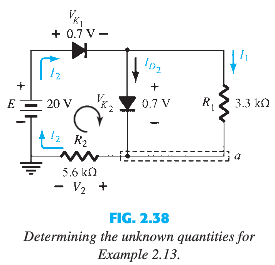 V_K1
+ 0.7 V –
I_2
I_D2
I_1
+
+
E 20 V
V_K2 0.7 V
R_1 3.3 kΩ
–
–
I_2
R_2
a
5.6 kΩ
– V_2 +
FIG. 2.38
Determining the unknown quantities for
Example 2.13.